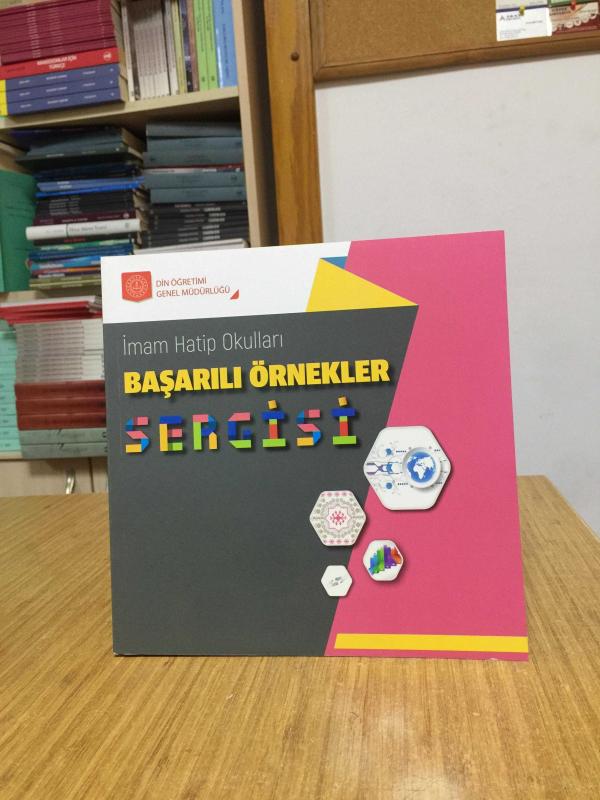 DİN ÖĞRETİMİ
GENEL MÜDÜRLÜĞÜ
İmam Hatip Okulları
BAŞARILI ÖRNEKLER
SERGİSİ